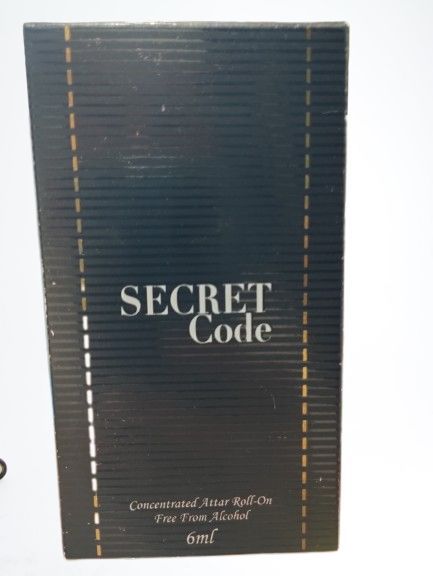 SECRET
Code
Concentrated Attar Roll-On
Free From Alcohol
6ml